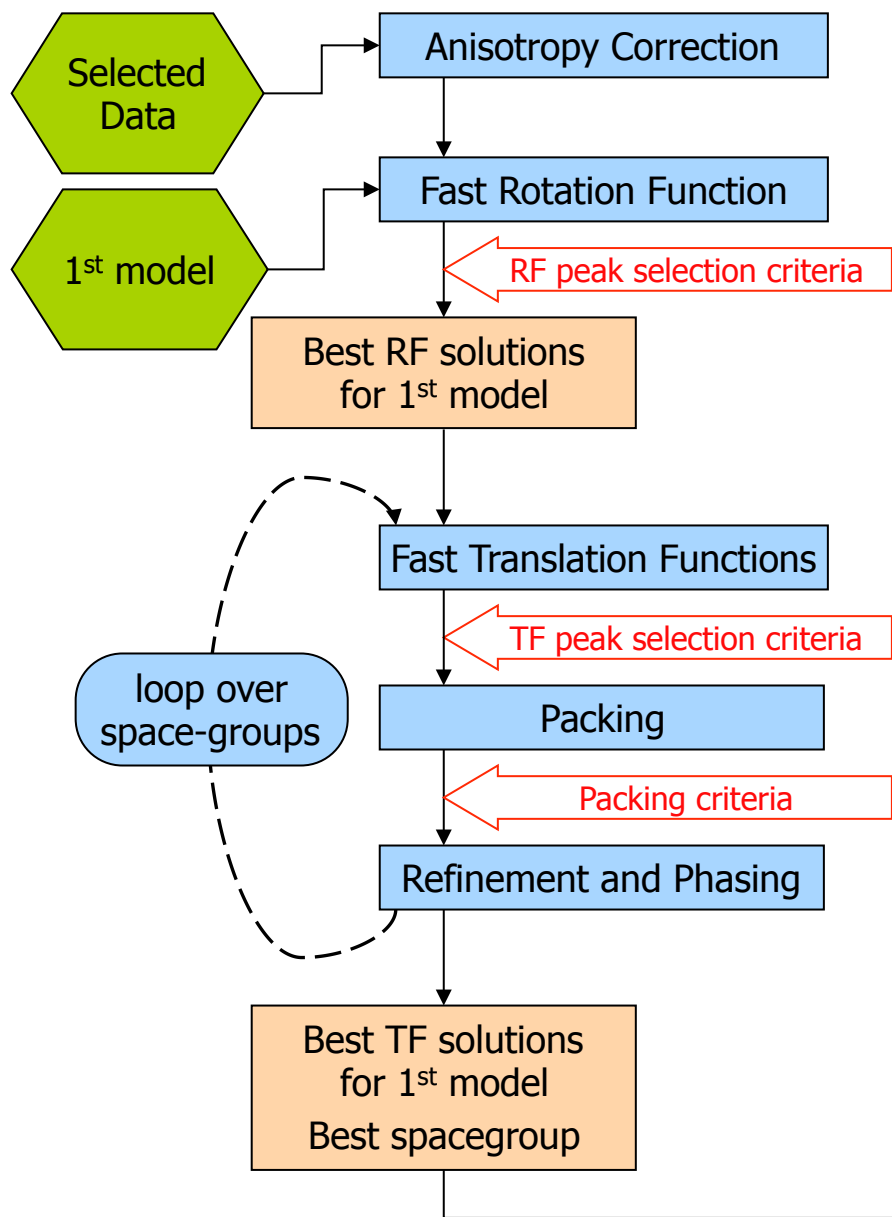 Selected
Data
Anisotropy Correction
1st model
Fast Rotation Function
RF peak selection criteria
Best RF solutions
for 1st model
Fast Translation Functions
TF peak selection criteria
loop over
space-groups
Packing
Packing criteria
Refinement and Phasing
Best TF solutions
for 1st model
Best spacegroup